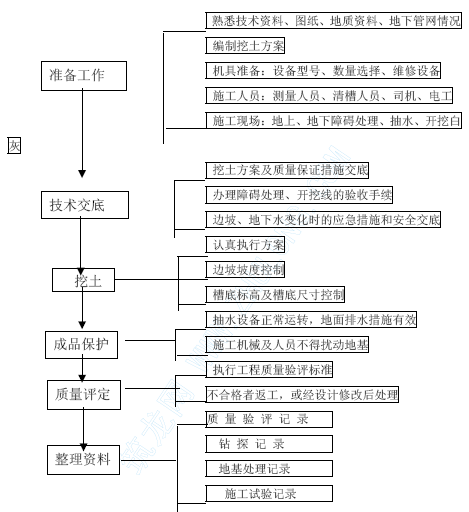 熟悉技术资料、图纸、地质资料、地下管网情况
编制挖土方案
准备工作
机具准备：设备型号、数量选择、维修设备
施工人员：测量人员、清槽人员、司机、电工
施工现场：地上、地下障碍处理、抽水、开挖白
灰
挖土方案及质量保证措施交底
办理障碍处理、开挖线的验收手续
技术交底
边坡、地下水变化时的应急措施和安全交底
认真执行方案
边坡坡度控制
挖土
槽底标高及槽底尺寸控制
抽水设备正常运转，地面排水措施有效
成品保护
施工机械及人员不得扰动地基
执行工程质量验评标准
质量评定
不合格者返工，或经设计修改后处理
质 量 验 评 记 录
钻 探 记 录
整理资料
地基处理记录
施工试验记录